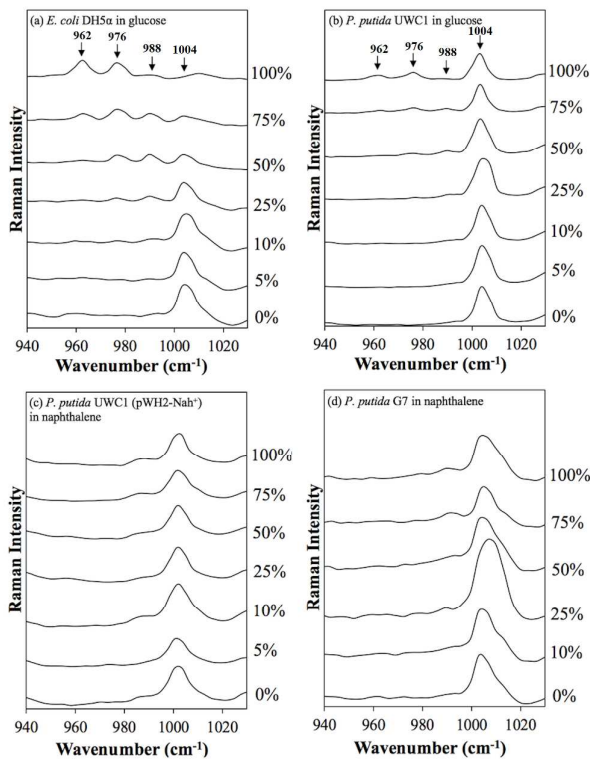 (a) E. coli DH5α in glucose
962
976
988
1004
100%
75%
50%
25%
10%
5%
0%
Raman Intensity
940 960 980 1000 1020
Wavenumber (cm-1)
(b) P. putida UWC1 in glucose
962
976
988
1004
100%
75%
50%
25%
10%
5%
0%
Raman Intensity
940 960 980 1000 1020
Wavenumber (cm-1)
(c) P. putida UWC1 (pWH2-Nah+)
in naphthalene
100%
75%
50%
25%
10%
5%
0%
Raman Intensity
940 960 980 1000 1020
Wavenumber (cm-1)
(d) P. putida G7 in naphthalene
100%
75%
50%
25%
10%
0%
Raman Intensity
940 960 980 1000 1020
Wavenumber (cm-1)